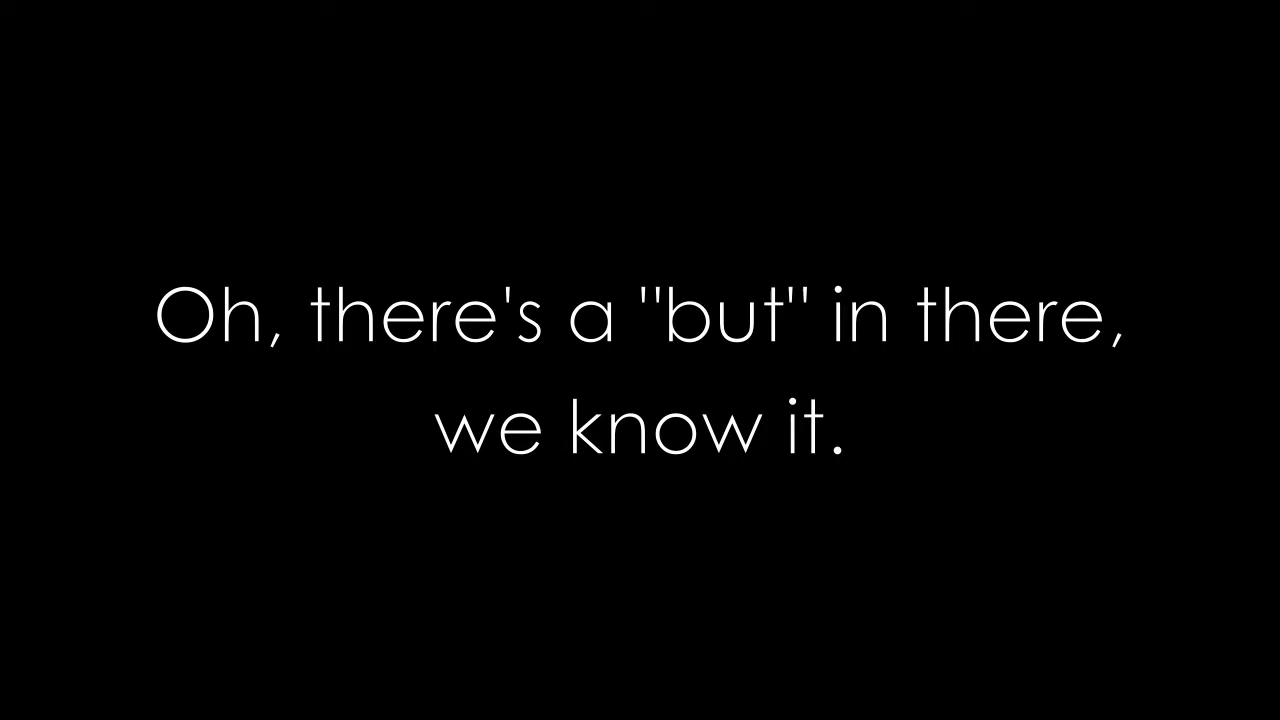 Oh, there's a "but" in there,
we know it.